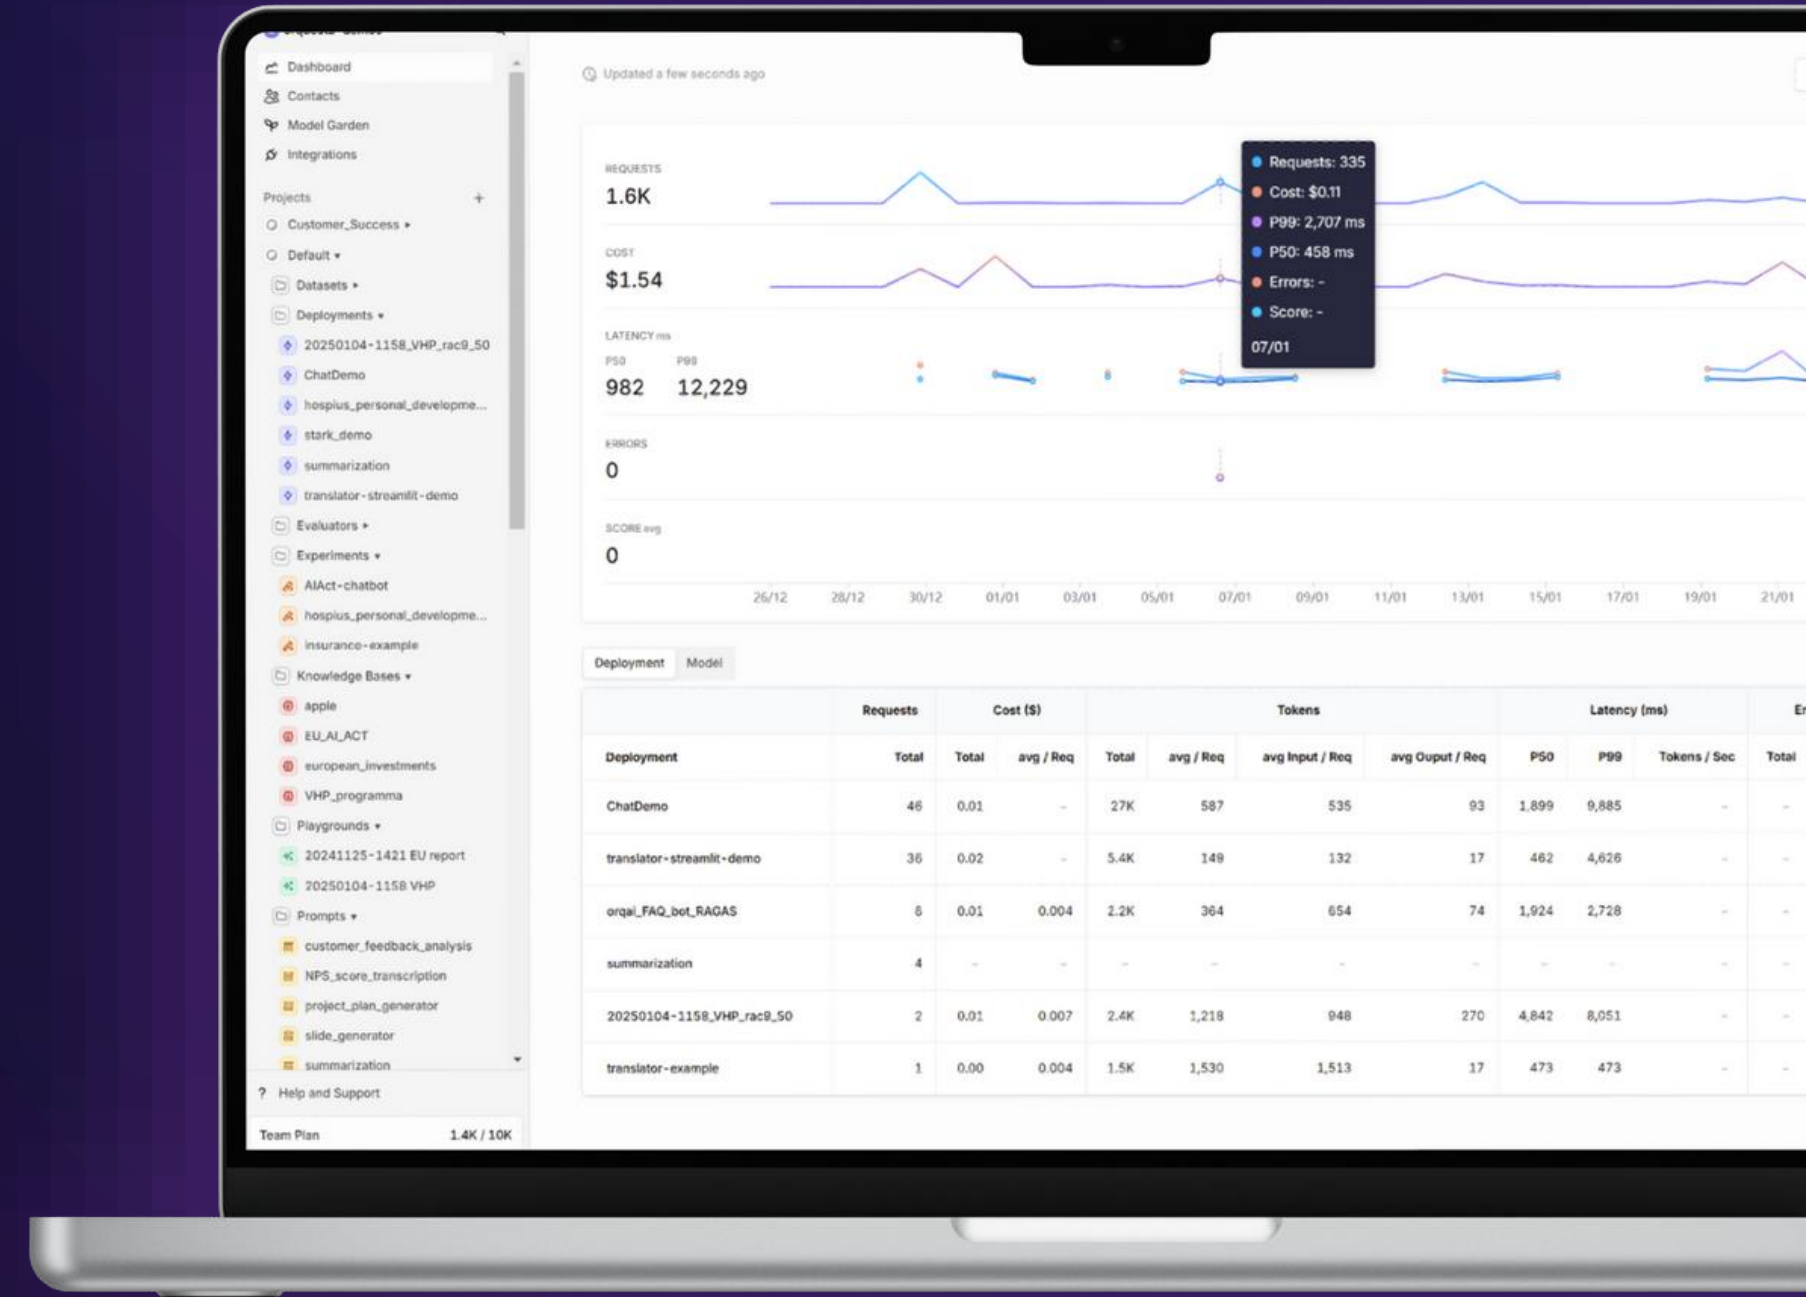 Dashboard
Contacts
Model Garden
Integrations
Projects +
Customer_Success
Default
Datasets
Deployments
20250104-1158_VHP_rac9_S0
ChatDemo
hospius_personal_developme...
stark_demo
summarization
translator-streamlit-demo
Evaluators
Experiments
AIAct-chatbot
hospius_personal_developme...
insurance-example
Knowledge Bases
apple
EU_AI_ACT
european_investments
VHP_programma
Playgrounds
20241125-1421 EU report
20250104-1158 VHP
Prompts
customer_feedback_analysis
NPS_score_transcription
project_plan_generator
slide_generator
summarization
? Help and Support
Team Plan 1.4K / 10K
Updated a few seconds ago
REQUESTS
1.6K
COST
$1.54
LATENCY ms
P50 P99
982 12,229
ERRORS
0
SCORE avg
0
Requests: 335
Cost: $0.11
P99: 2,707 ms
P50: 458 ms
Errors: -
Score: -
07/01
26/12 28/12 30/12 01/01 03/01 05/01 07/01 09/01 11/01 13/01 15/01 17/01 19/01 21/01
Deployment Model
Requests Cost ($) Tokens Latency (ms)
Deployment Total Total avg / Req Total avg / Req avg Input / Req avg Ouput / Req P50 P99 Tokens / Sec Total
ChatDemo 46 0.01 - 27K 587 535 93 1,899 9,885 - -
translator-streamlit-demo 36 0.02 - 5.4K 149 132 17 462 4,626 - -
orqai_FAQ_bot_RAGAS 6 0.01 0.004 2.2K 364 654 74 1,924 2,728 - -
summarization 4 - - - - - - - - - -
20250104-1158_VHP_rac9_S0 2 0.01 0.007 2.4K 1,218 948 270 4,842 8,051 - -
translator-example 1 0.00 0.004 1.5K 1,530 1,513 17 473 473 - -